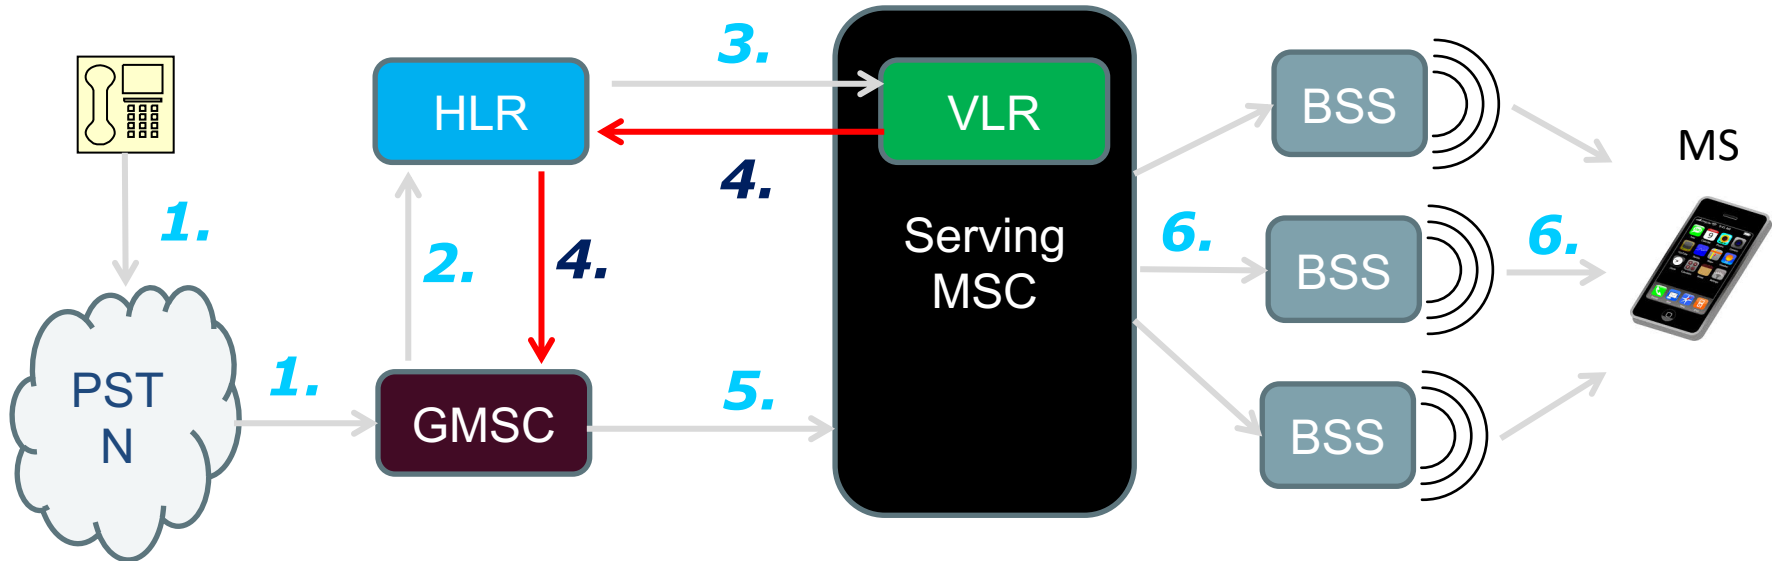 3.
HLR
VLR
BSS
MS
4.
1.
2.
4.
Serving
MSC
6.
BSS
6.
PST
N
1.
GMSC
5.
BSS